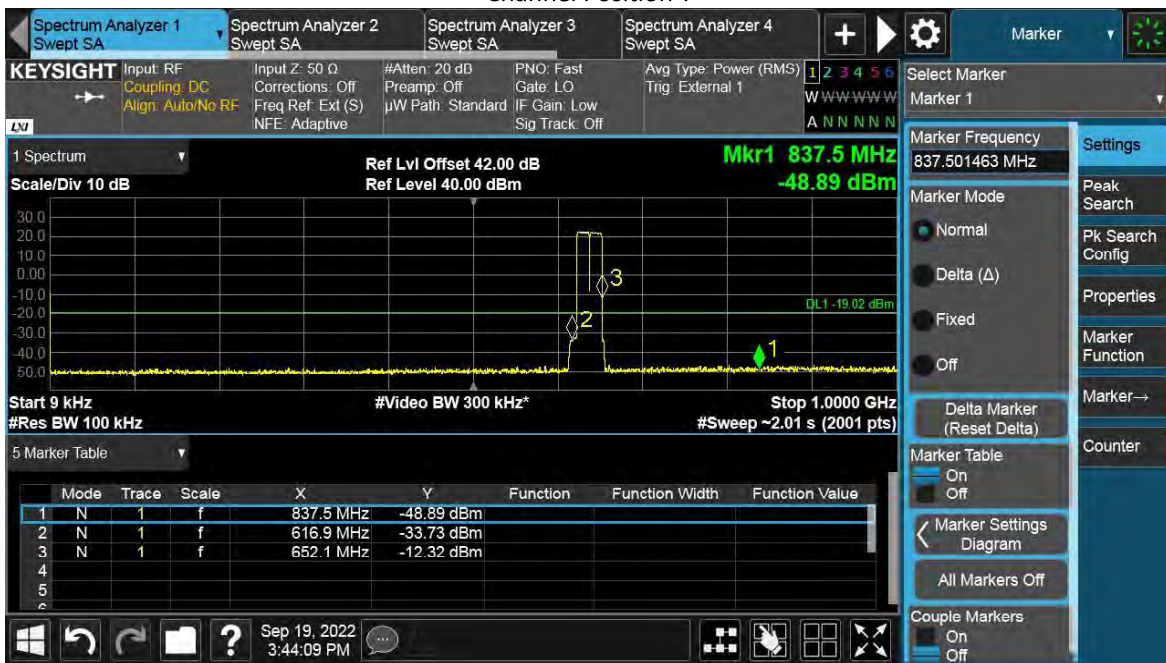 Channel Position T
Spectrum Analyzer 1
Swept SA
Spectrum Analyzer 2
Swept SA
Spectrum Analyzer 3
Swept SA
Spectrum Analyzer 4
Swept SA
+
Marker
KEYSIGHT
LXI
Input: RF
Coupling: DC
Align: Auto/No RF
Input Z: 50 Ω
Corrections: Off
Freq Ref: Ext (S)
NFE: Adaptive
#Atten: 20 dB
Preamp: Off
µW Path: Standard
PNO: Fast
Gate: LO
IF Gain: Low
Sig Track: Off
Avg Type: Power (RMS)
Trig: External 1
1 2 3 4 5 6
W W W W W W
A N N N N N
Select Marker
Marker 1
1 Spectrum
Scale/Div 10 dB
Ref Lvl Offset 42.00 dB
Ref Level 40.00 dBm
Mkr1 837.5 MHz
-48.89 dBm
30.0
20.0
10.0
0.00
-10.0
-20.0
-30.0
-40.0
-50.0
DL1 -19.02 dBm
1
2
3
Start 9 kHz
#Res BW 100 kHz
#Video BW 300 kHz*
Stop 1.0000 GHz
#Sweep ~2.01 s (2001 pts)
5 Marker Table
Mode Trace Scale X Y Function Function Width Function Value
1 N 1 f 837.5 MHz -48.89 dBm
2 N 1 f 616.9 MHz -33.73 dBm
3 N 1 f 652.1 MHz -12.32 dBm
4
5
Marker Frequency
837.501463 MHz
Marker Mode
Normal
Delta (Δ)
Fixed
Off
Delta Marker
(Reset Delta)
Marker Table
On
Off
Marker Settings
Diagram
All Markers Off
Couple Markers
On
Off
Settings
Peak
Search
Pk Search
Config
Properties
Marker
Function
Marker→
Counter
?
Sep 19, 2022
3:44:09 PM